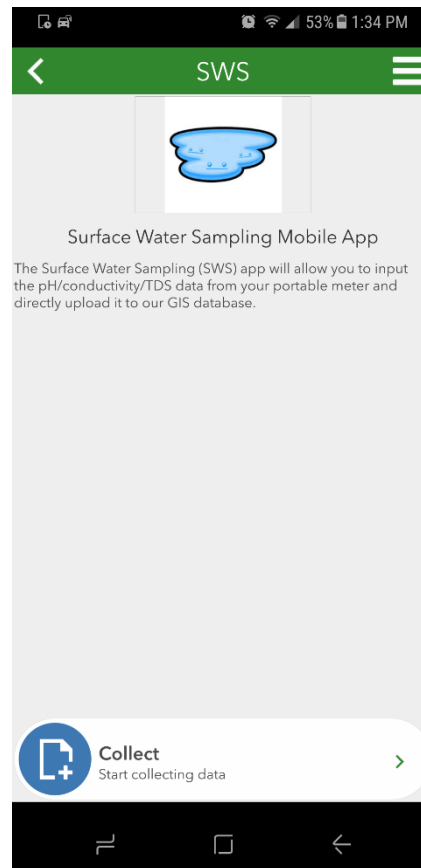 53% 1:34 PM
SWS
Surface Water Sampling Mobile App
The Surface Water Sampling (SWS) app will allow you to input
the pH/conductivity/TDS data from your portable meter and
directly upload it to our GIS database.
Collect
Start collecting data